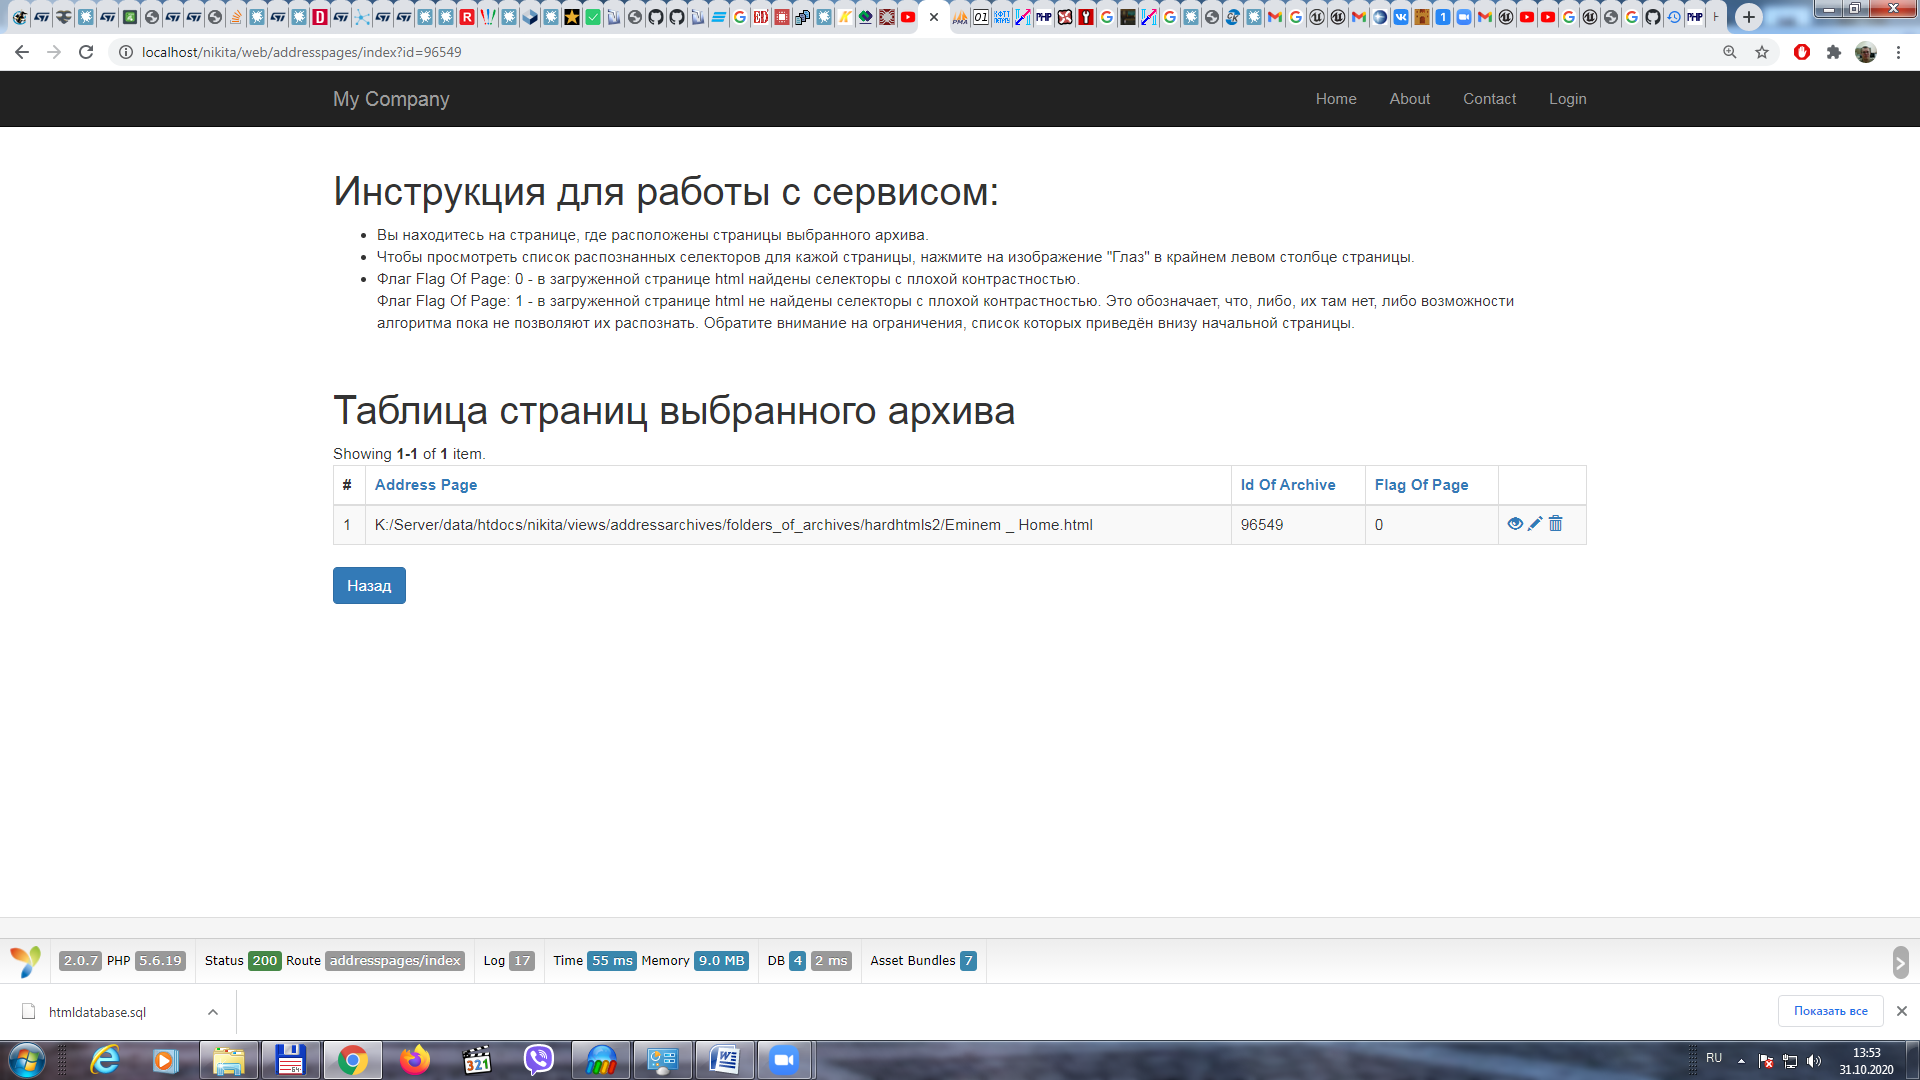 localhost/nikita/web/addresspages/index?id=96549
My Company
Home About Contact Login
Инструкция для работы с сервисом:
Вы находитесь на странице, где расположены страницы выбранного архива.
Чтобы просмотреть список распознанных селекторов для кажой страницы, нажмите на изображение "Глаз" в крайнем левом столбце страницы.
Флаг Flag Of Page: 0 - в загруженной странице html найдены селекторы с плохой контрастностью.
Флаг Flag Of Page: 1 - в загруженной странице html не найдены селекторы с плохой контрастностью. Это обозначает, что, либо, их там нет, либо возможности
алгоритма пока не позволяют их распознать. Обратите внимание на ограничения, список которых приведён внизу начальной страницы.
Таблица страниц выбранного архива
Showing 1-1 of 1 item.
# Address Page Id Of Archive Flag Of Page
1 K:/Server/data/htdocs/nikita/views/addressarchives/folders_of_archives/hardhtmls2/Eminem _ Home.html 96549 0
Назад
2.0.7 PHP 5.6.19 Status 200 Route addresspages/index Log 17 Time 55 ms Memory 9.0 MB DB 4 2 ms Asset Bundles 7
htmldatabase.sql
Показать все
RU
13:53
31.10.2020